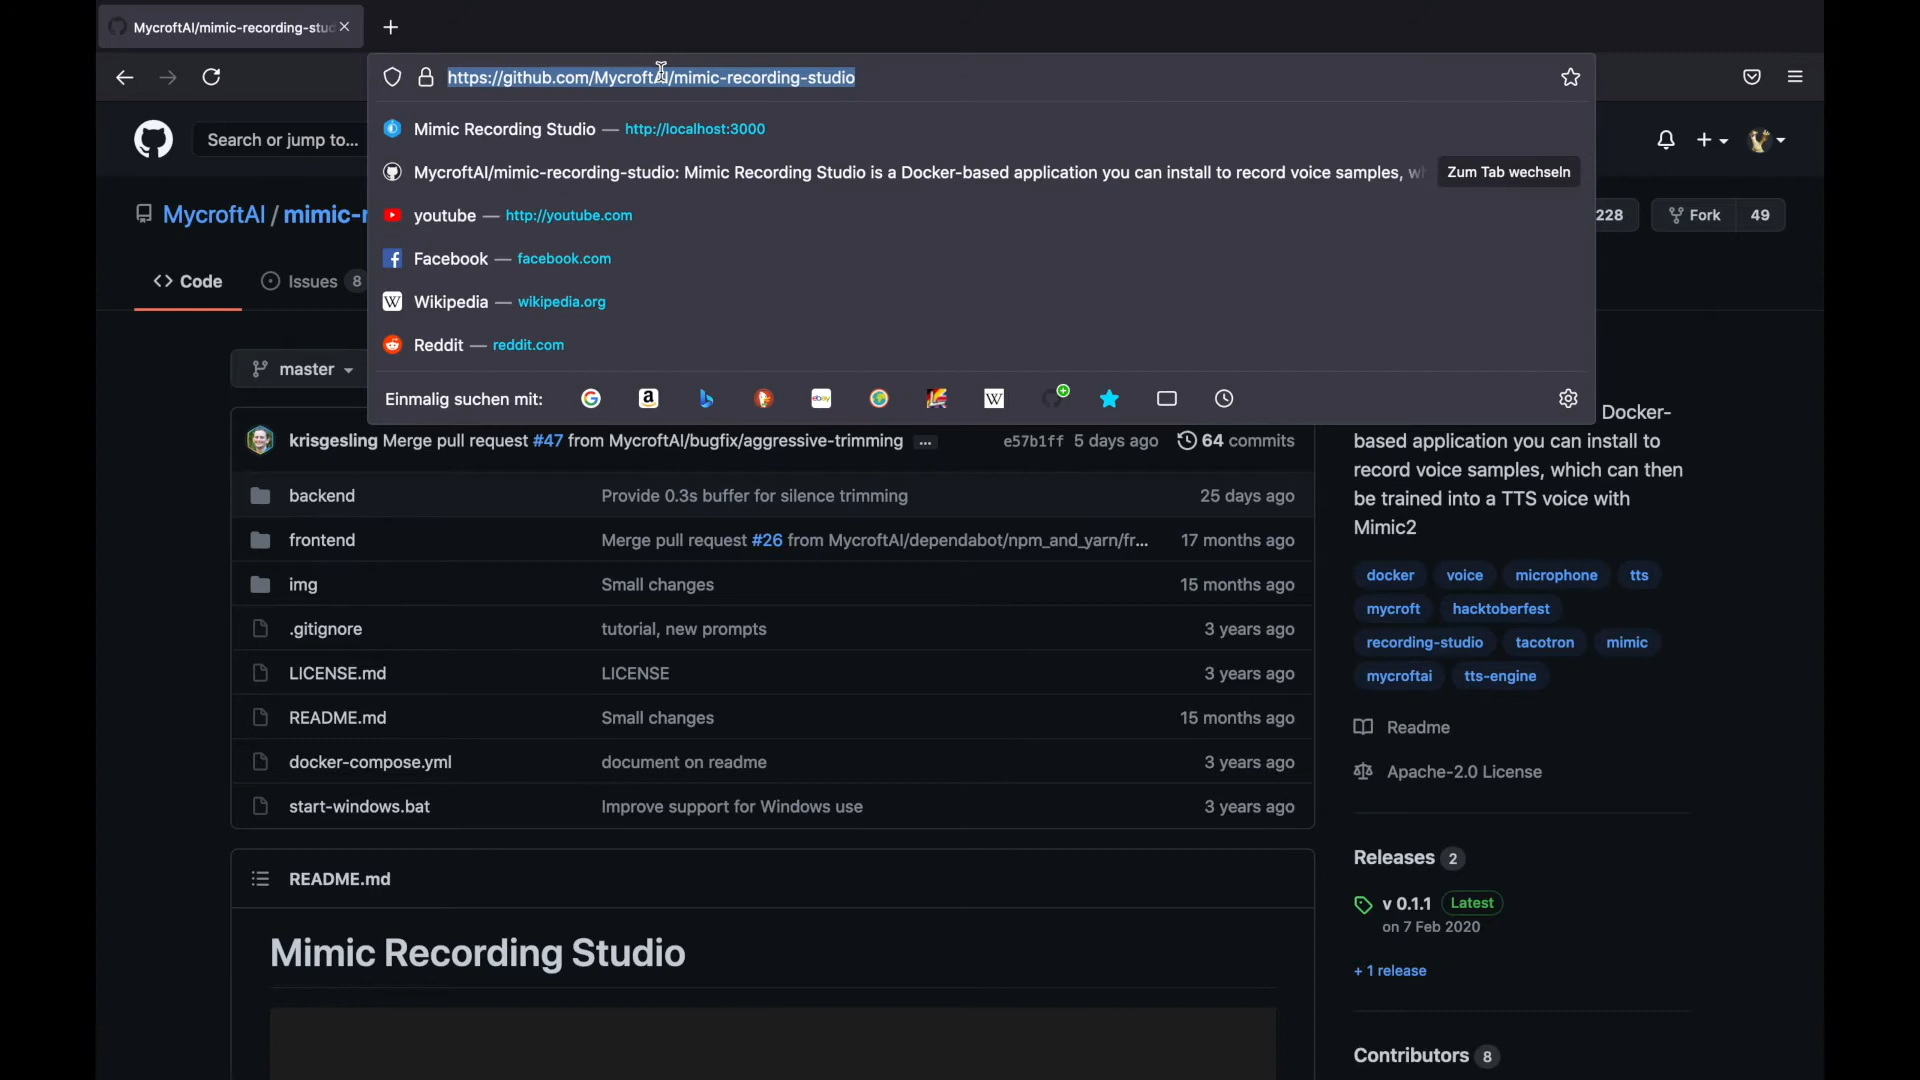 MycroftAI/mimic-recording-stu
https://github.com/MycroftAI/mimic-recording-studio
Mimic Recording Studio — http://localhost:3000
MycroftAI/mimic-recording-studio: Mimic Recording Studio is a Docker-based application you can install to record voice samples, w
Zum Tab wechseln
youtube — http://youtube.com
Facebook — facebook.com
Wikipedia — wikipedia.org
Reddit — reddit.com
Einmalig suchen mit:
Search or jump to...
MycroftAI / mimic-r
228
Fork 49
Code
Issues 8
master
krisgesling Merge pull request #47 from MycroftAI/bugfix/aggressive-trimming ... e57b1ff 5 days ago 64 commits
backend Provide 0.3s buffer for silence trimming 25 days ago
frontend Merge pull request #26 from MycroftAI/dependabot/npm_and_yarn/fr... 17 months ago
img Small changes 15 months ago
.gitignore tutorial, new prompts 3 years ago
LICENSE.md LICENSE 3 years ago
README.md Small changes 15 months ago
docker-compose.yml document on readme 3 years ago
start-windows.bat Improve support for Windows use 3 years ago
README.md
Mimic Recording Studio
Docker-
based application you can install to
record voice samples, which can then
be trained into a TTS voice with
Mimic2
docker voice microphone tts
mycroft hacktoberfest
recording-studio tacotron mimic
mycroftai tts-engine
Readme
Apache-2.0 License
Releases 2
v 0.1.1 Latest
on 7 Feb 2020
+ 1 release
Contributors 8